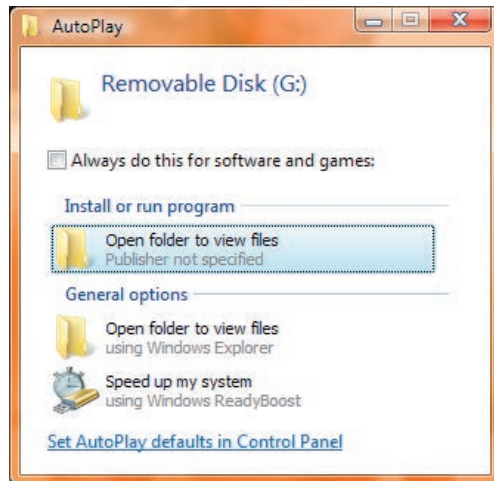 AutoPlay
Removable Disk (G:)
Always do this for software and games:
Install or run program
Open folder to view files
Publisher not specified
General options
Open folder to view files
using Windows Explorer
Speed up my system
using Windows ReadyBoost
Set AutoPlay defaults in Control Panel